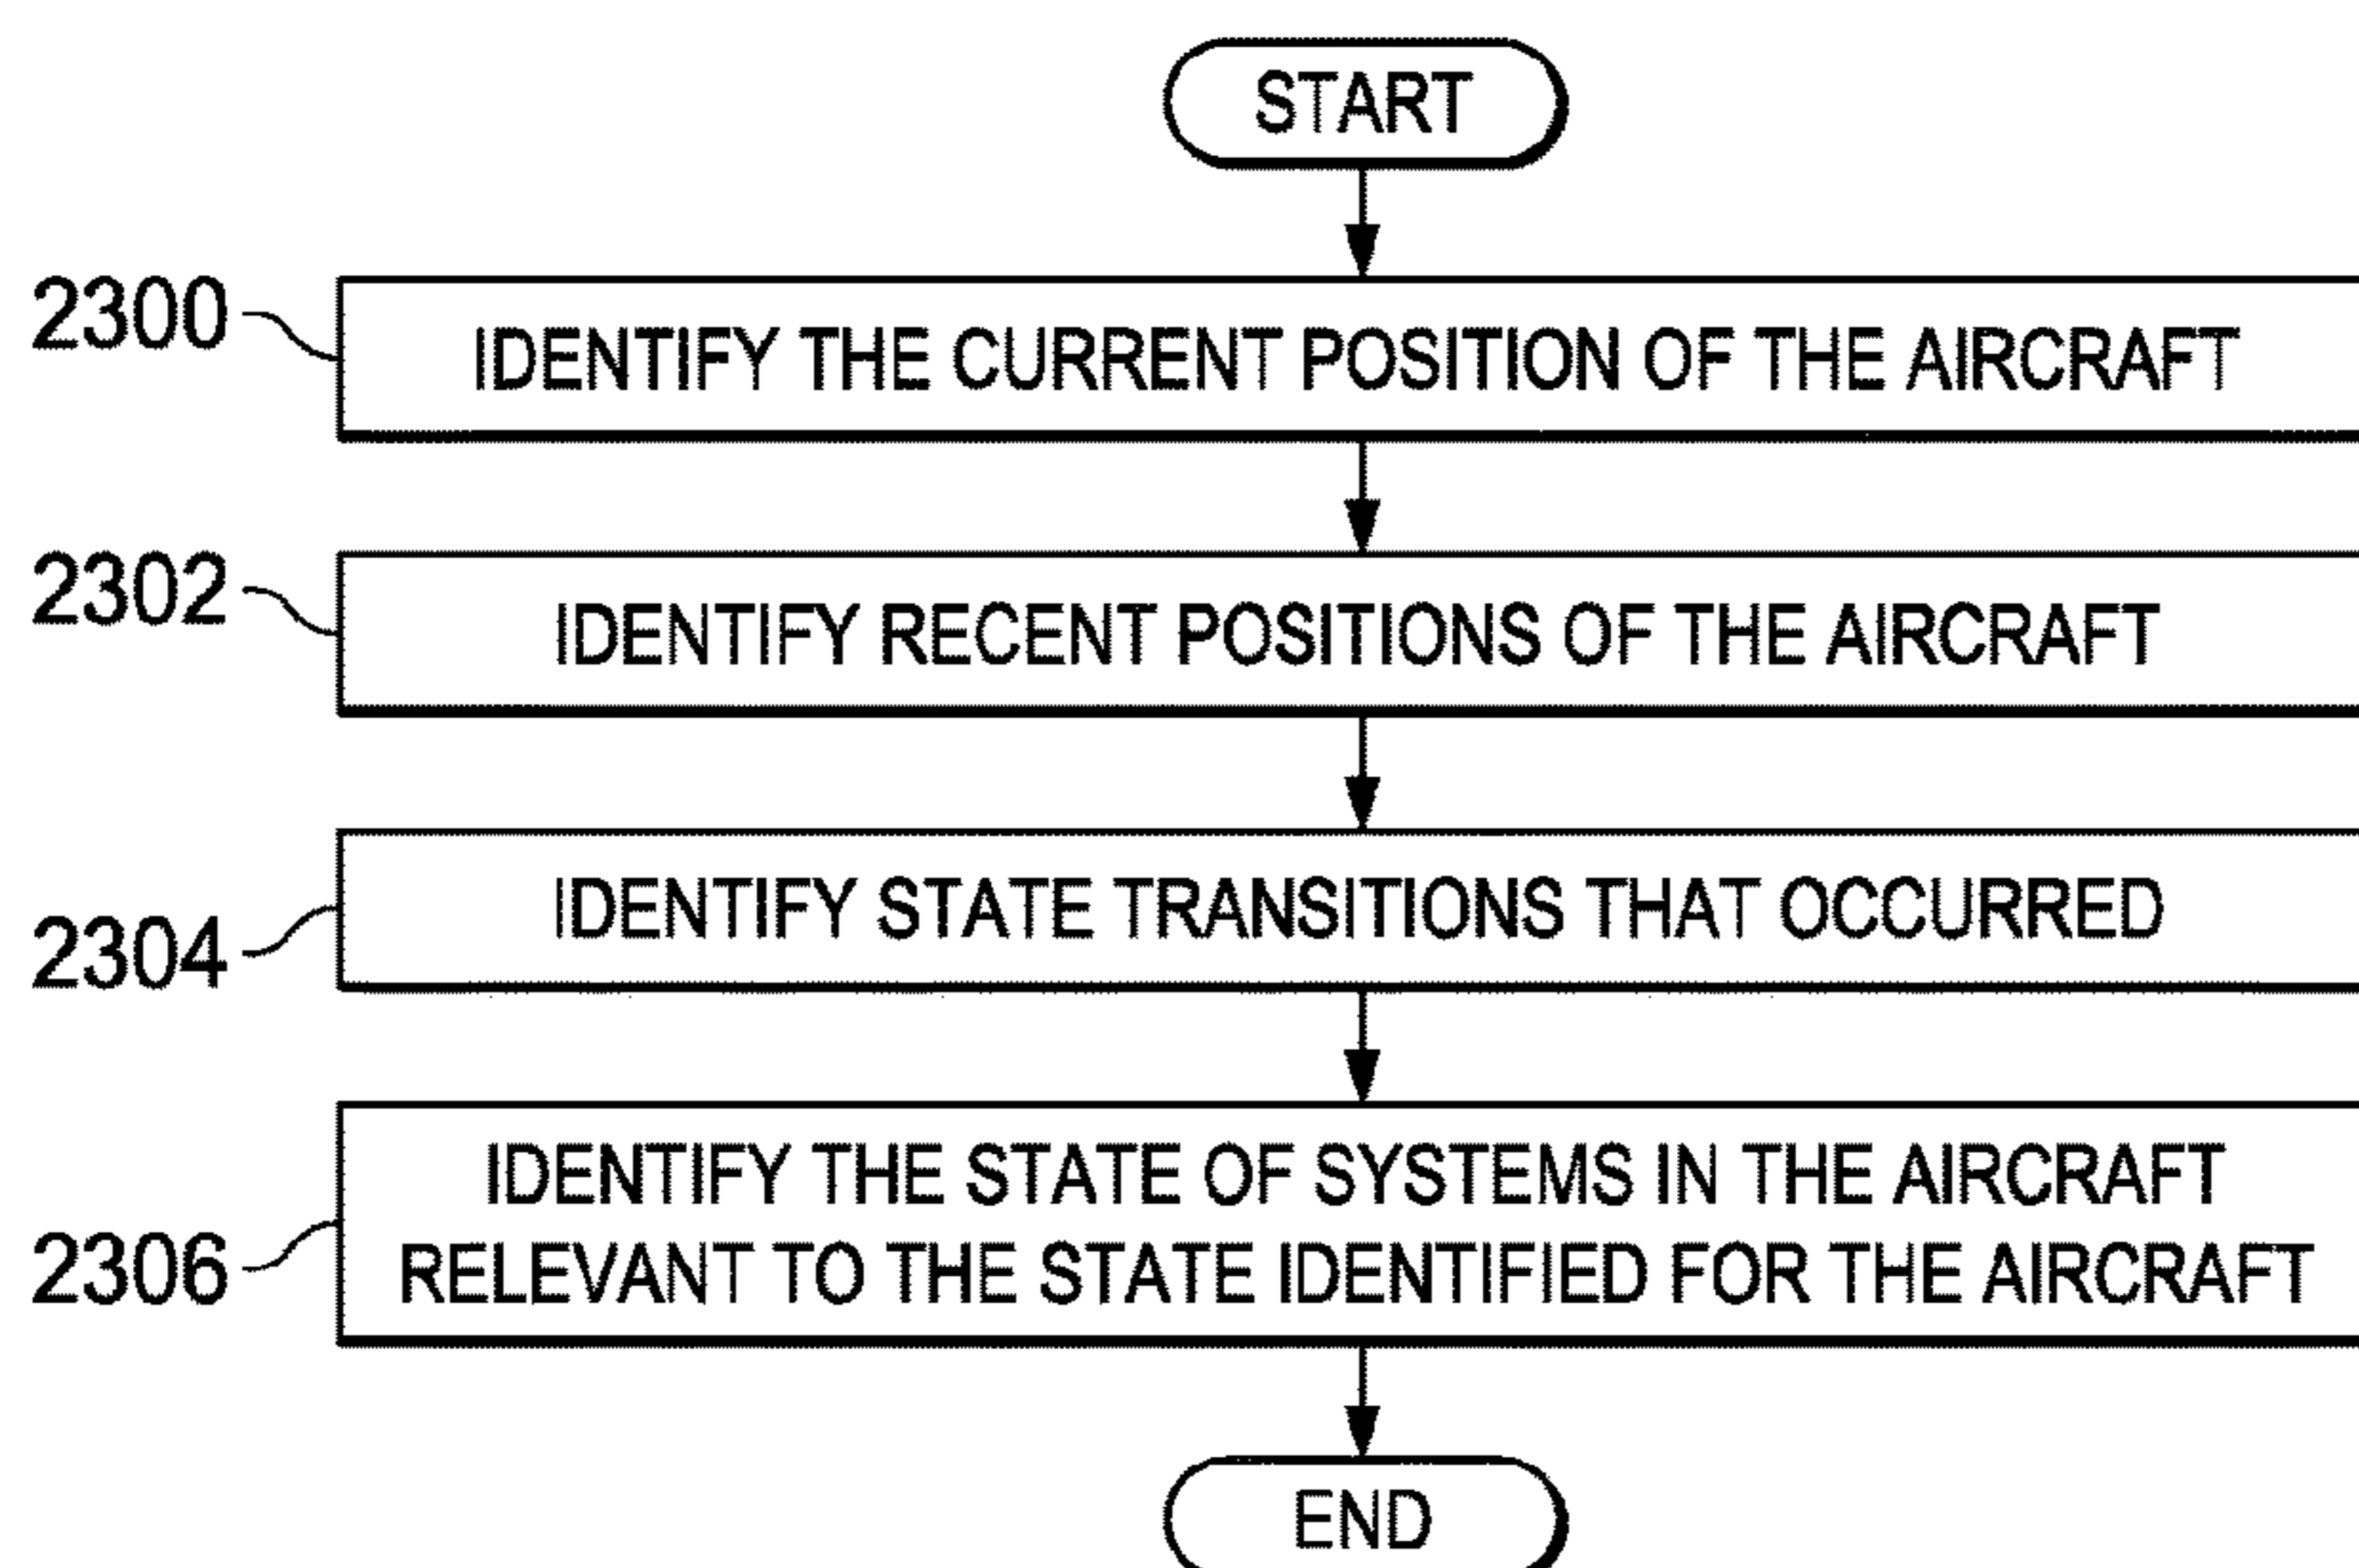 START
2300
IDENTIFY THE CURRENT POSITION OF THE AIRCRAFT
2302
IDENTIFY RECENT POSITIONS OF THE AIRCRAFT
2304
IDENTIFY STATE TRANSITIONS THAT OCCURRED
2306
IDENTIFY THE STATE OF SYSTEMS IN THE AIRCRAFT
RELEVANT TO THE STATE IDENTIFIED FOR THE AIRCRAFT
END